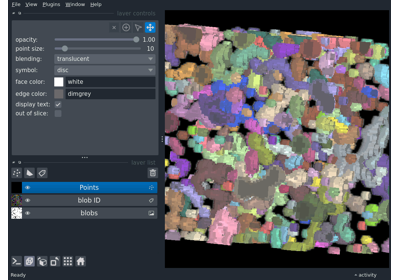 File View Plugins Window Help
layer controls
opacity: 1.00
point size: 10
blending: translucent
symbol: disc
face color: white
edge color: dimgrey
display text:
out of slice:
layer list
Points
blob ID
blobs
Ready
activity